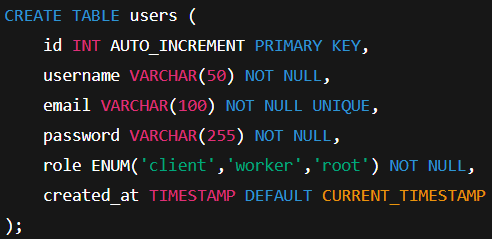 CREATE TABLE users (
    id INT AUTO_INCREMENT PRIMARY KEY,
    username VARCHAR(50) NOT NULL,
    email VARCHAR(100) NOT NULL UNIQUE,
    password VARCHAR(255) NOT NULL,
    role ENUM('client','worker','root') NOT NULL,
    created_at TIMESTAMP DEFAULT CURRENT_TIMESTAMP
);